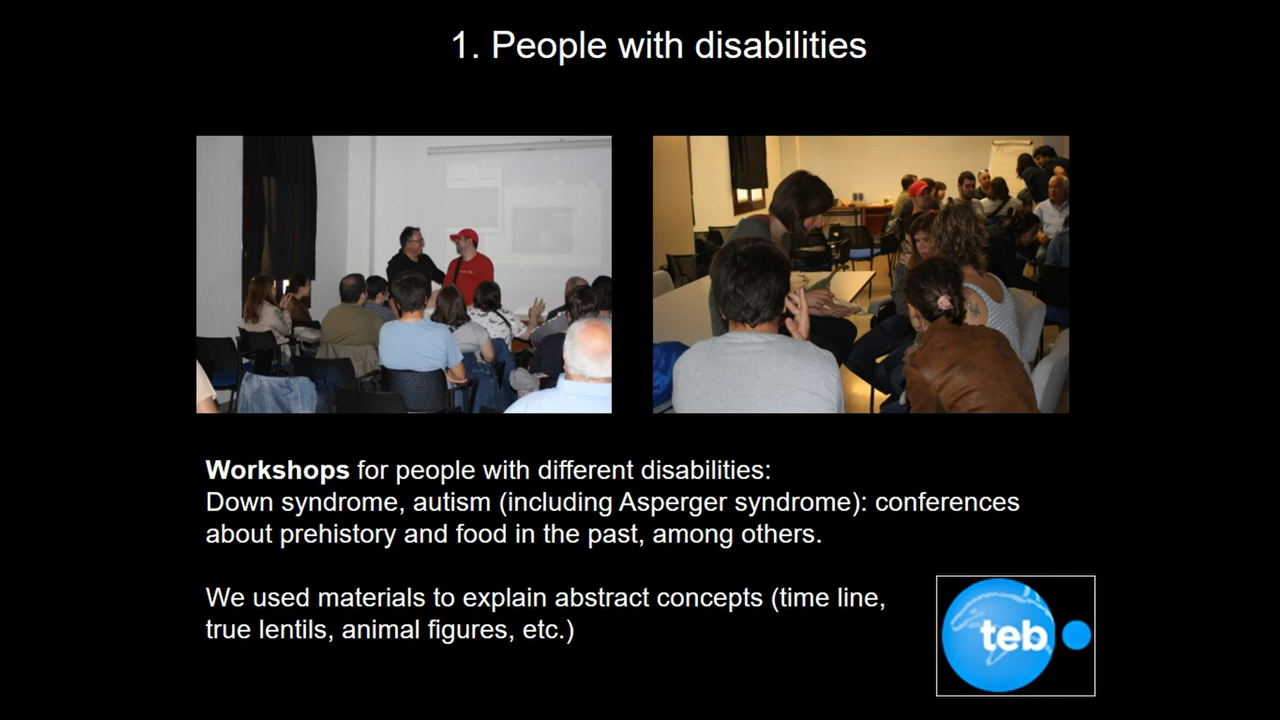 1. People with disabilities
Workshops for people with different disabilities:
Down syndrome, autism (including Asperger syndrome): conferences
about prehistory and food in the past, among others.
We used materials to explain abstract concepts (time line,
true lentils, animal figures, etc.)
teb